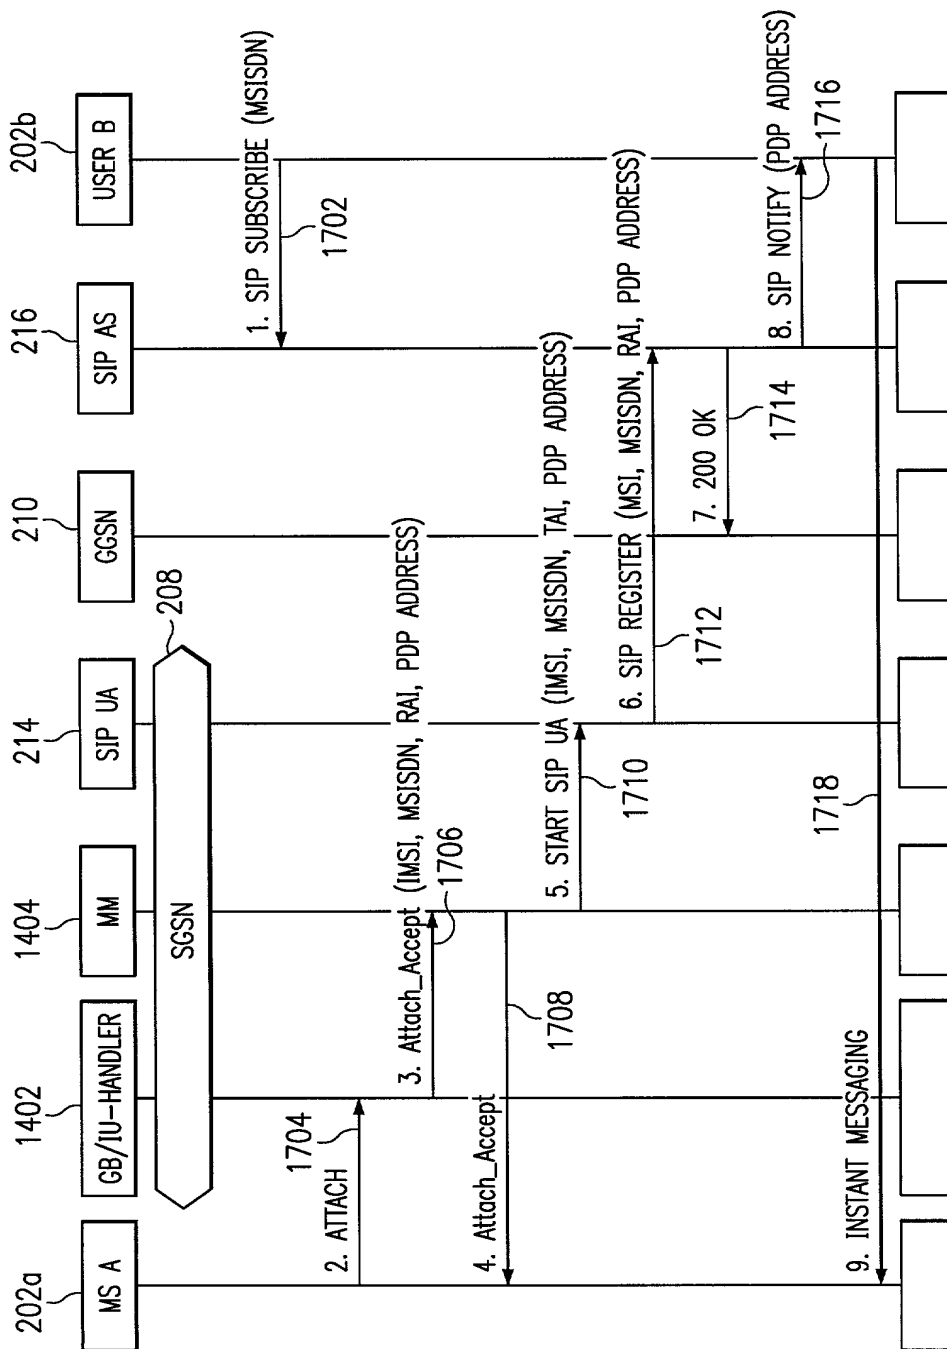 202a
1402
1404
214
210
216
202b
MS A
GB/IU-HANDLER
MM
SIP UA
GGSN
SIP AS
USER B
SGSN
208
1. SIP SUBSCRIBE (MSISDN)
1702
2. ATTACH
1704
3. Attach_Accept (IMSI, MSISDN, RAI, PDP ADDRESS)
1706
4. Attach_Accept
1708
5. START SIP UA (IMSI, MSISDN, TAI, PDP ADDRESS)
1710
6. SIP REGISTER (MSI, MSISDN, RAI, PDP ADDRESS)
1712
7. 200 OK
1714
8. SIP NOTIFY (PDP ADDRESS)
1716
9. INSTANT MESSAGING
1718